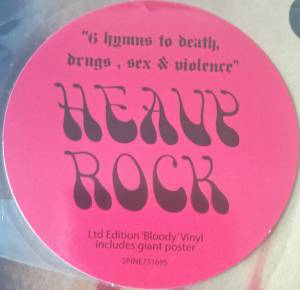 "6 hymns to death,
drugs , sex & violence"
HEAVY
ROCK
Ltd Edition 'Bloody' Vinyl
includes giant poster
SPINE731695